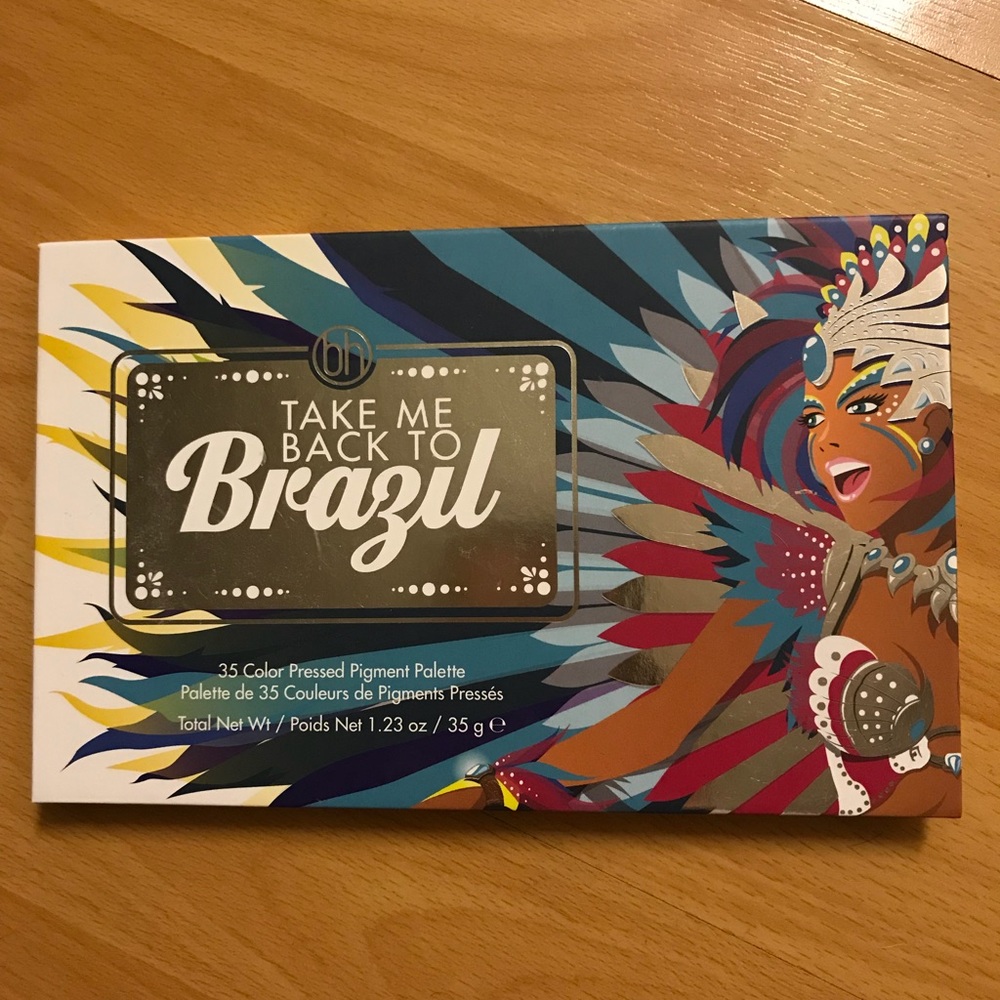 bh
TAKE ME
BACK TO
Brazil
35 Color Pressed Pigment Palette
Palette de 35 Couleurs de Pigments Pressés
Total Net Wt / Poids Net 1.23 oz / 35 g ℮